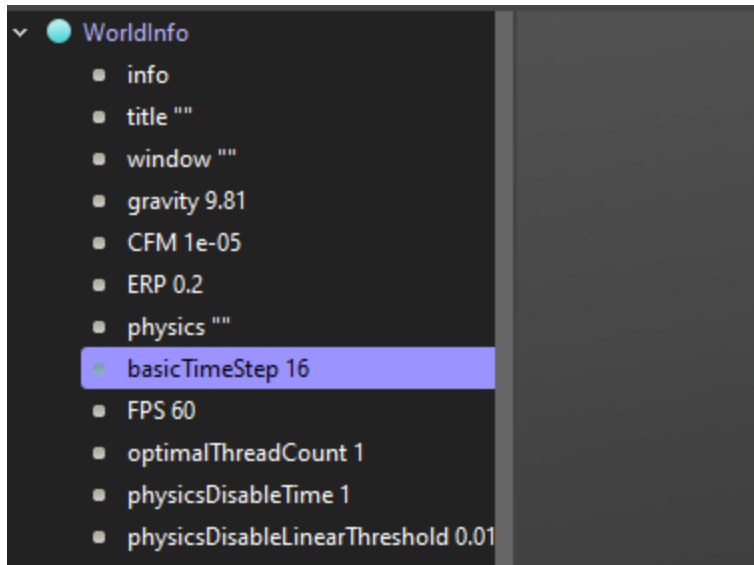 WorldInfo
info
title ""
window ""
gravity 9.81
CFM 1e-05
ERP 0.2
physics ""
basicTimeStep 16
FPS 60
optimalThreadCount 1
physicsDisableTime 1
physicsDisableLinearThreshold 0.01